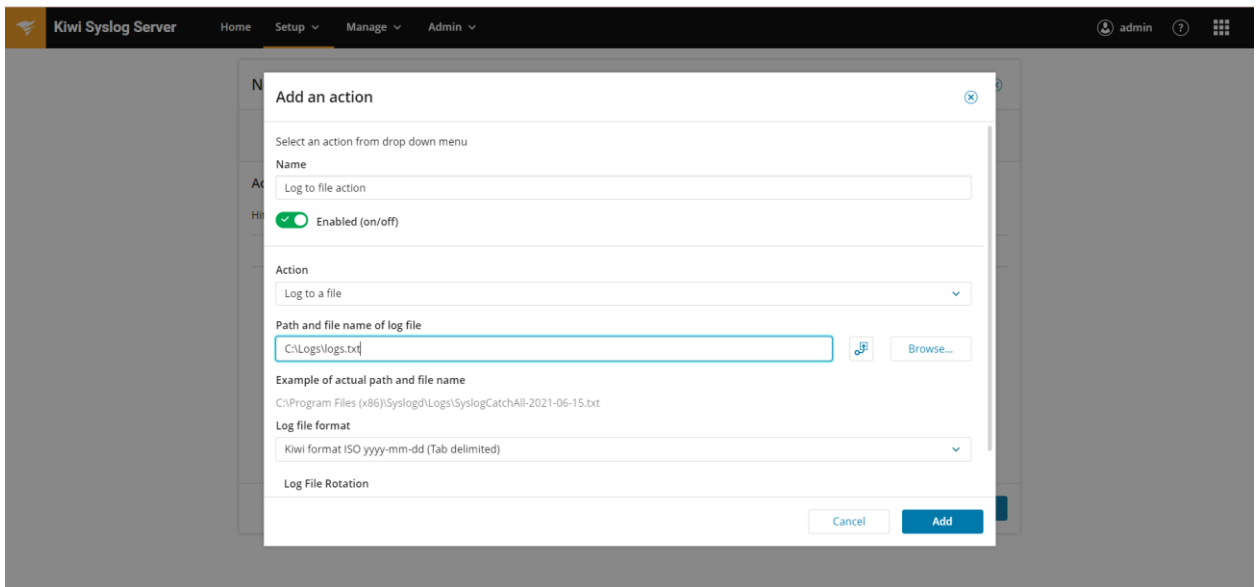 Kiwi Syslog Server Home Setup Manage Admin admin ?
N
Add an action
Select an action from drop down menu
Name
Log to file action
Enabled (on/off)
Action
Log to a file
Path and file name of log file
C:\Logs\logs.txt
Browse...
Example of actual path and file name
C:\Program Files (x86)\Syslogd\Logs\SyslogCatchAll-2021-06-15.txt
Log file format
Kiwi format ISO yyyy-mm-dd (Tab delimited)
Log File Rotation
Cancel Add